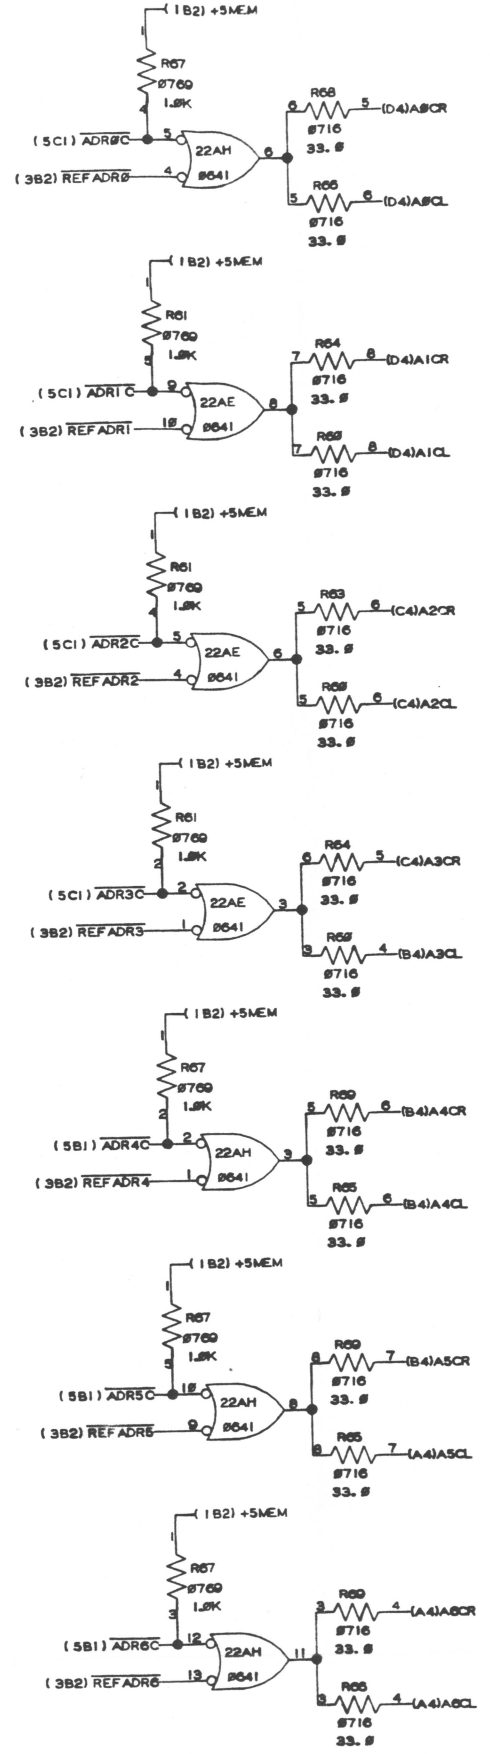 ( 1B2) +5MEM
1
R67
Ø769
1.ØK
4
R68
6 5 (D4)AØCR
Ø716
33.Ø
(5C1) ADRØC 5
22AH
6
(3B2) REFADRØ 4
Ø641
R66
5 6 (D4)AØCL
Ø716
33.Ø
( 1B2) +5MEM
1
R61
Ø769
1.ØK
3
R64
7 8 (D4)A1CR
Ø716
33.Ø
(5C1) ADR1C 9
22AE
8
(3B2) REFADR1 1Ø
Ø641
R6Ø
7 8 (D4)A1CL
Ø716
33.Ø
( 1B2) +5MEM
1
R61
Ø769
1.ØK
4
R63
5 6 (C4)A2CR
Ø716
33.Ø
(5C1) ADR2C 5
22AE
6
(3B2) REFADR2 4
Ø641
R6Ø
5 6 (C4)A2CL
Ø716
33.Ø
( 1B2) +5MEM
1
R61
Ø769
1.ØK
2
R64
6 5 (C4)A3CR
Ø716
33.Ø
(5C1) ADR3C 2
22AE
3
(3B2) REFADR3 1
Ø641
R6Ø
3 4 (B4)A3CL
Ø716
33.Ø
( 1B2) +5MEM
1
R67
Ø769
1.ØK
2
R69
5 6 (B4)A4CR
Ø716
33.Ø
(5B1) ADR4C 2
22AH
3
(3B2) REFADR4 1
Ø641
R65
5 6 (B4)A4CL
Ø716
33.Ø
( 1B2) +5MEM
1
R67
Ø769
1.ØK
R69
8 7 (B4)A5CR
Ø716
33.Ø
(5B1) ADR5C 1Ø
22AH
8
(3B2) REFADR5 9
Ø641
R65
8 7 (A4)A5CL
Ø716
33.Ø
( 1B2) +5MEM
1
R67
Ø769
1.ØK
3
R69
3 4 (A4)A6CR
Ø716
33.Ø
(5B1) ADR6C 12
22AH
11
(3B2) REFADR6 13
Ø641
R66
3 4 (A4)A6CL
Ø716
33.Ø